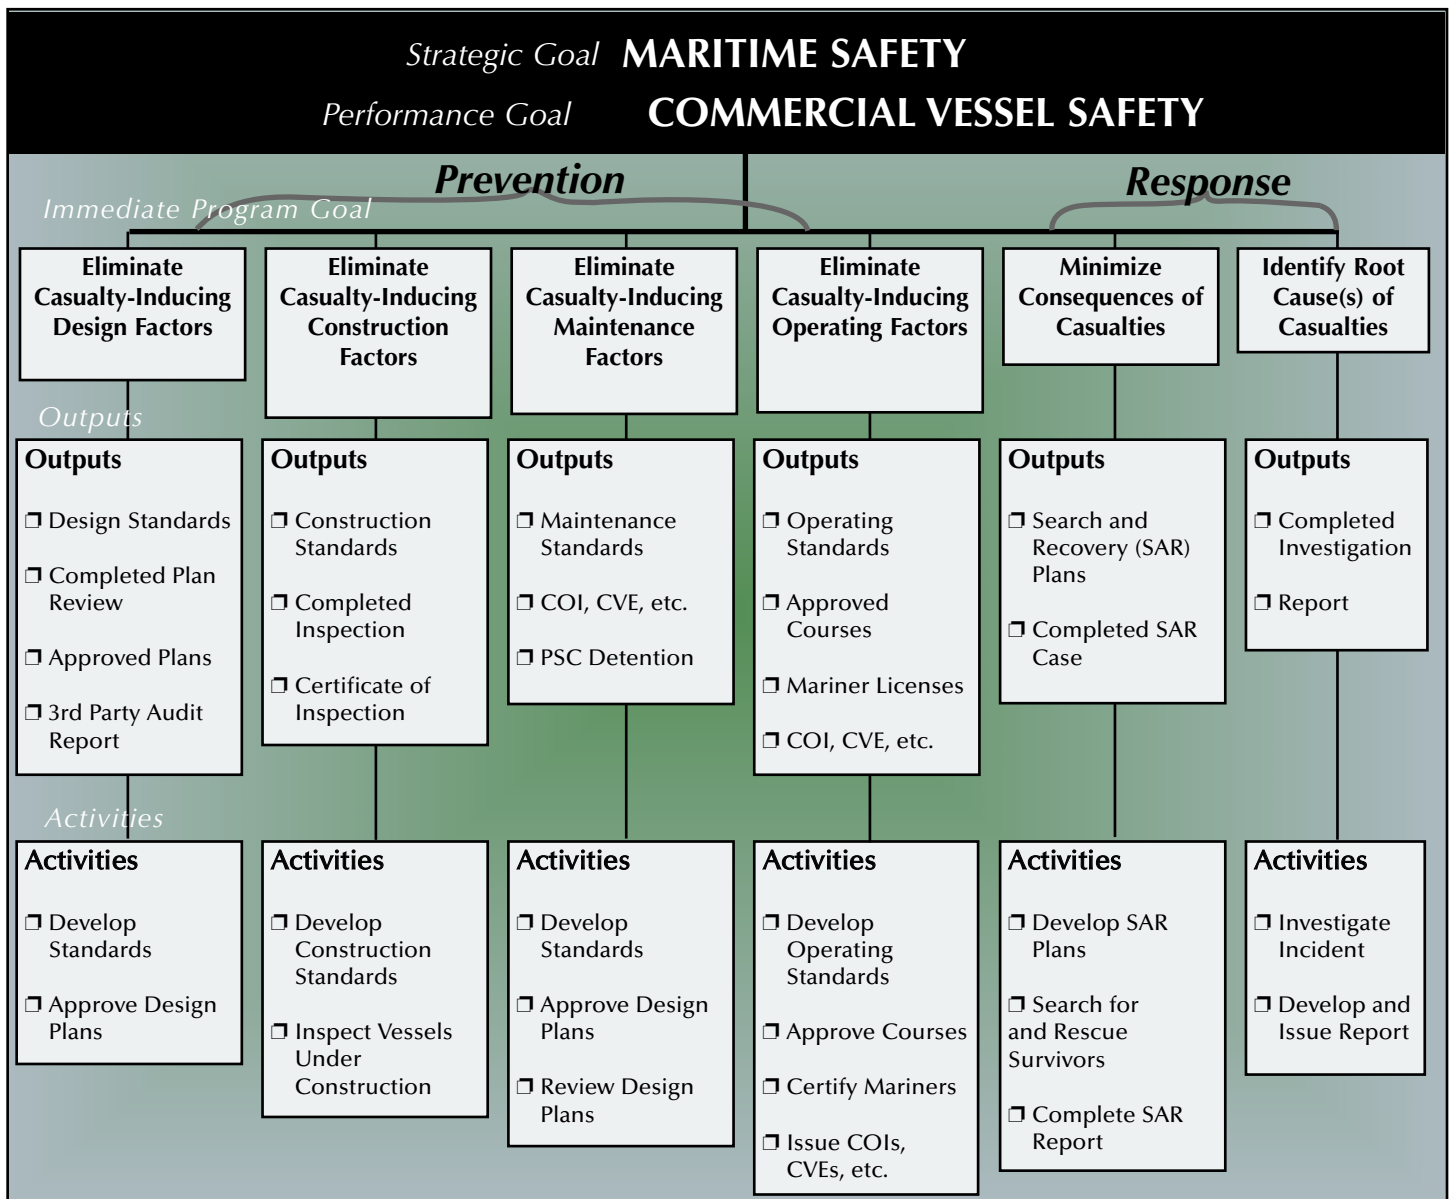 Strategic Goal MARITIME SAFETY
Performance Goal COMMERCIAL VESSEL SAFETY
Prevention
Response
Immediate Program Goal
Eliminate
Casualty-Inducing
Design Factors
Eliminate
Casualty-Inducing
Construction
Factors
Eliminate
Casualty-Inducing
Maintenance
Factors
Eliminate
Casualty-Inducing
Operating Factors
Minimize
Consequences of
Casualties
Identify Root
Cause(s) of
Casualties
Outputs
Outputs
❐ Design Standards
❐ Completed Plan
Review
❐ Approved Plans
❐ 3rd Party Audit
Report
Outputs
❐ Construction
Standards
❐ Completed
Inspection
❐ Certificate of
Inspection
Outputs
❐ Maintenance
Standards
❐ COI, CVE, etc.
❐ PSC Detention
Outputs
❐ Operating
Standards
❐ Approved
Courses
❐ Mariner Licenses
❐ COI, CVE, etc.
Outputs
❐ Search and
Recovery (SAR)
Plans
❐ Completed SAR
Case
Outputs
❐ Completed
Investigation
❐ Report
Activities
Activities
❐ Develop
Standards
❐ Approve Design
Plans
Activities
❐ Develop
Construction
Standards
❐ Inspect Vessels
Under
Construction
Activities
❐ Develop
Standards
❐ Approve Design
Plans
❐ Review Design
Plans
Activities
❐ Develop
Operating
Standards
❐ Approve Courses
❐ Certify Mariners
❐ Issue COIs,
CVEs, etc.
Activities
❐ Develop SAR
Plans
❐ Search for
and Rescue
Survivors
❐ Complete SAR
Report
Activities
❐ Investigate
Incident
❐ Develop and
Issue Report